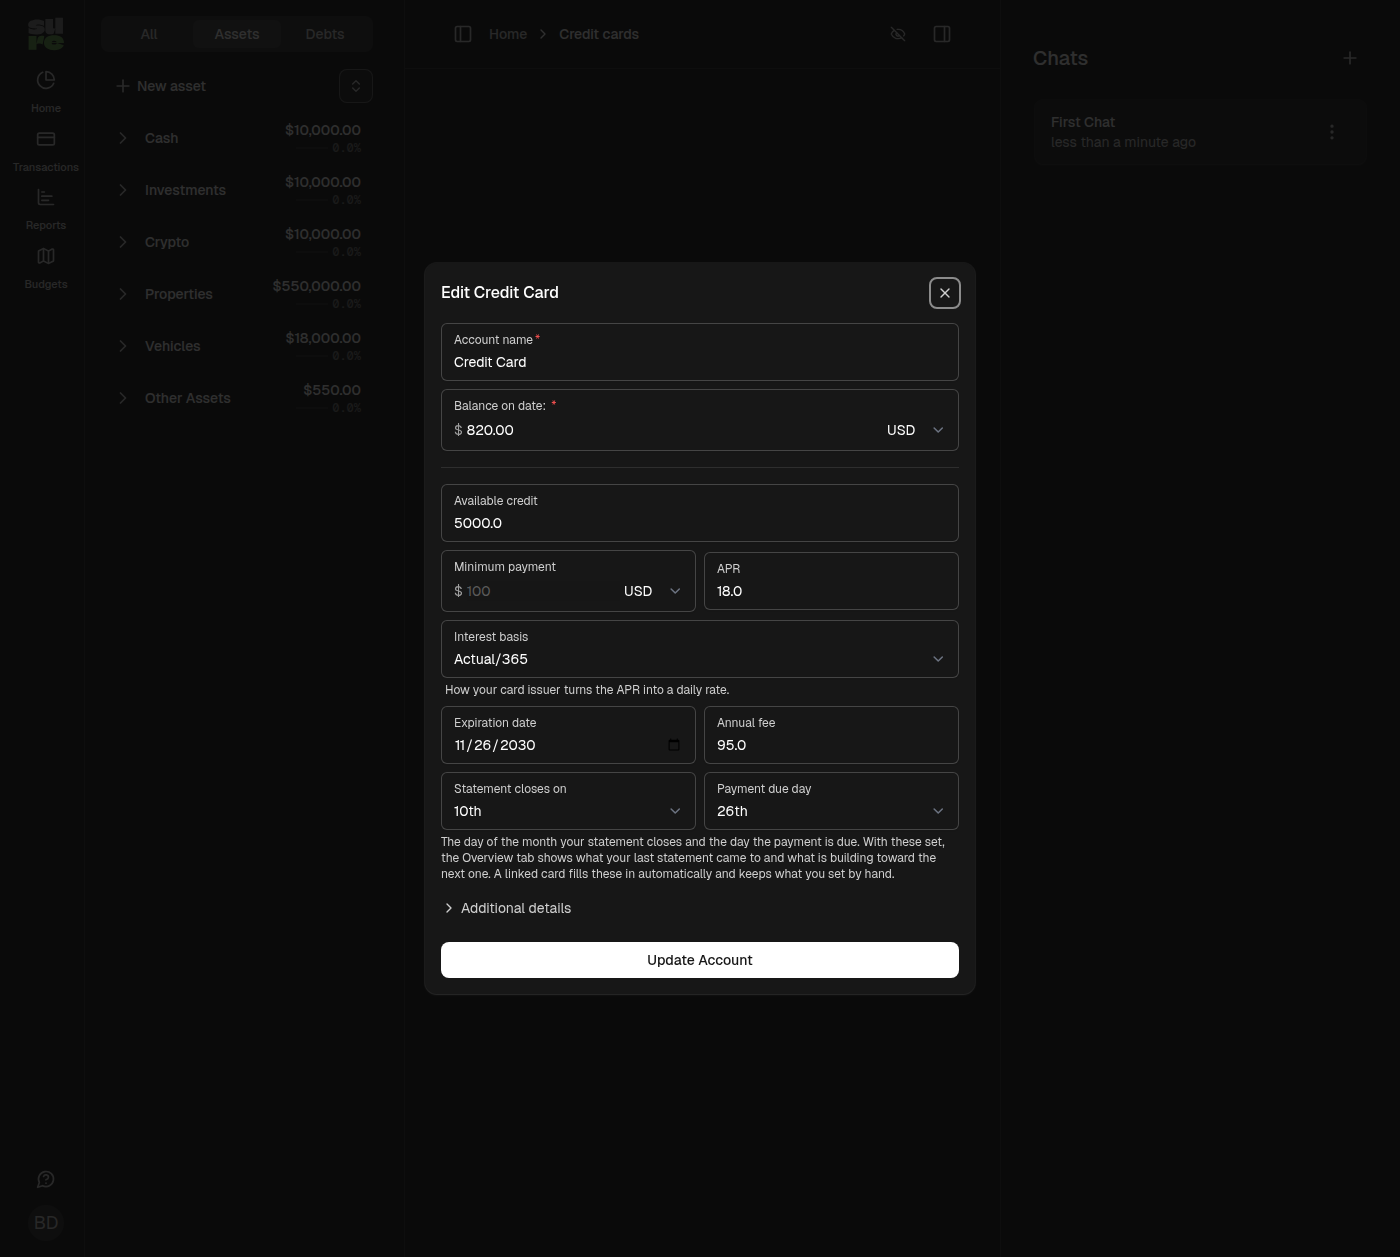 sure
Home
Transactions
Reports
Budgets
BD
All
Assets
Debts
New asset
Cash
$10,000.00
0.0%
Investments
$10,000.00
0.0%
Crypto
$10,000.00
0.0%
Properties
$550,000.00
0.0%
Vehicles
$18,000.00
0.0%
Other Assets
$550.00
0.0%
Home
Credit cards
Edit Credit Card
Account name*
Credit Card
Balance on date: *
$ 820.00
USD
Available credit
5000.0
Minimum payment
$ 100
USD
APR
18.0
Interest basis
Actual/365
How your card issuer turns the APR into a daily rate.
Expiration date
11/26/2030
Annual fee
95.0
Statement closes on
10th
Payment due day
26th
The day of the month your statement closes and the day the payment is due. With these set,
the Overview tab shows what your last statement came to and what is building toward the
next one. A linked card fills these in automatically and keeps what you set by hand.
Additional details
Update Account
Chats
First Chat
less than a minute ago